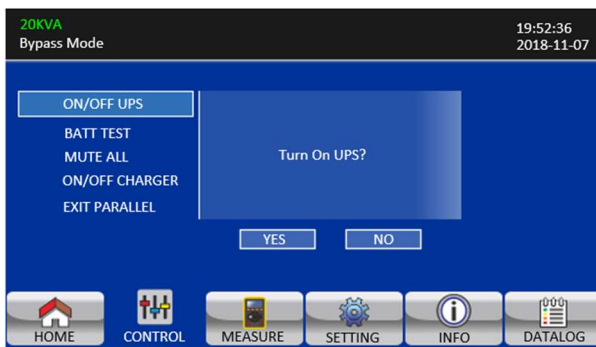 20KVA
Bypass Mode
19:52:36
2018-11-07
ON/OFF UPS
BATT TEST
MUTE ALL
ON/OFF CHARGER
EXIT PARALLEL
Turn On UPS?
YES
NO
HOME
CONTROL
MEASURE
SETTING
INFO
DATALOG